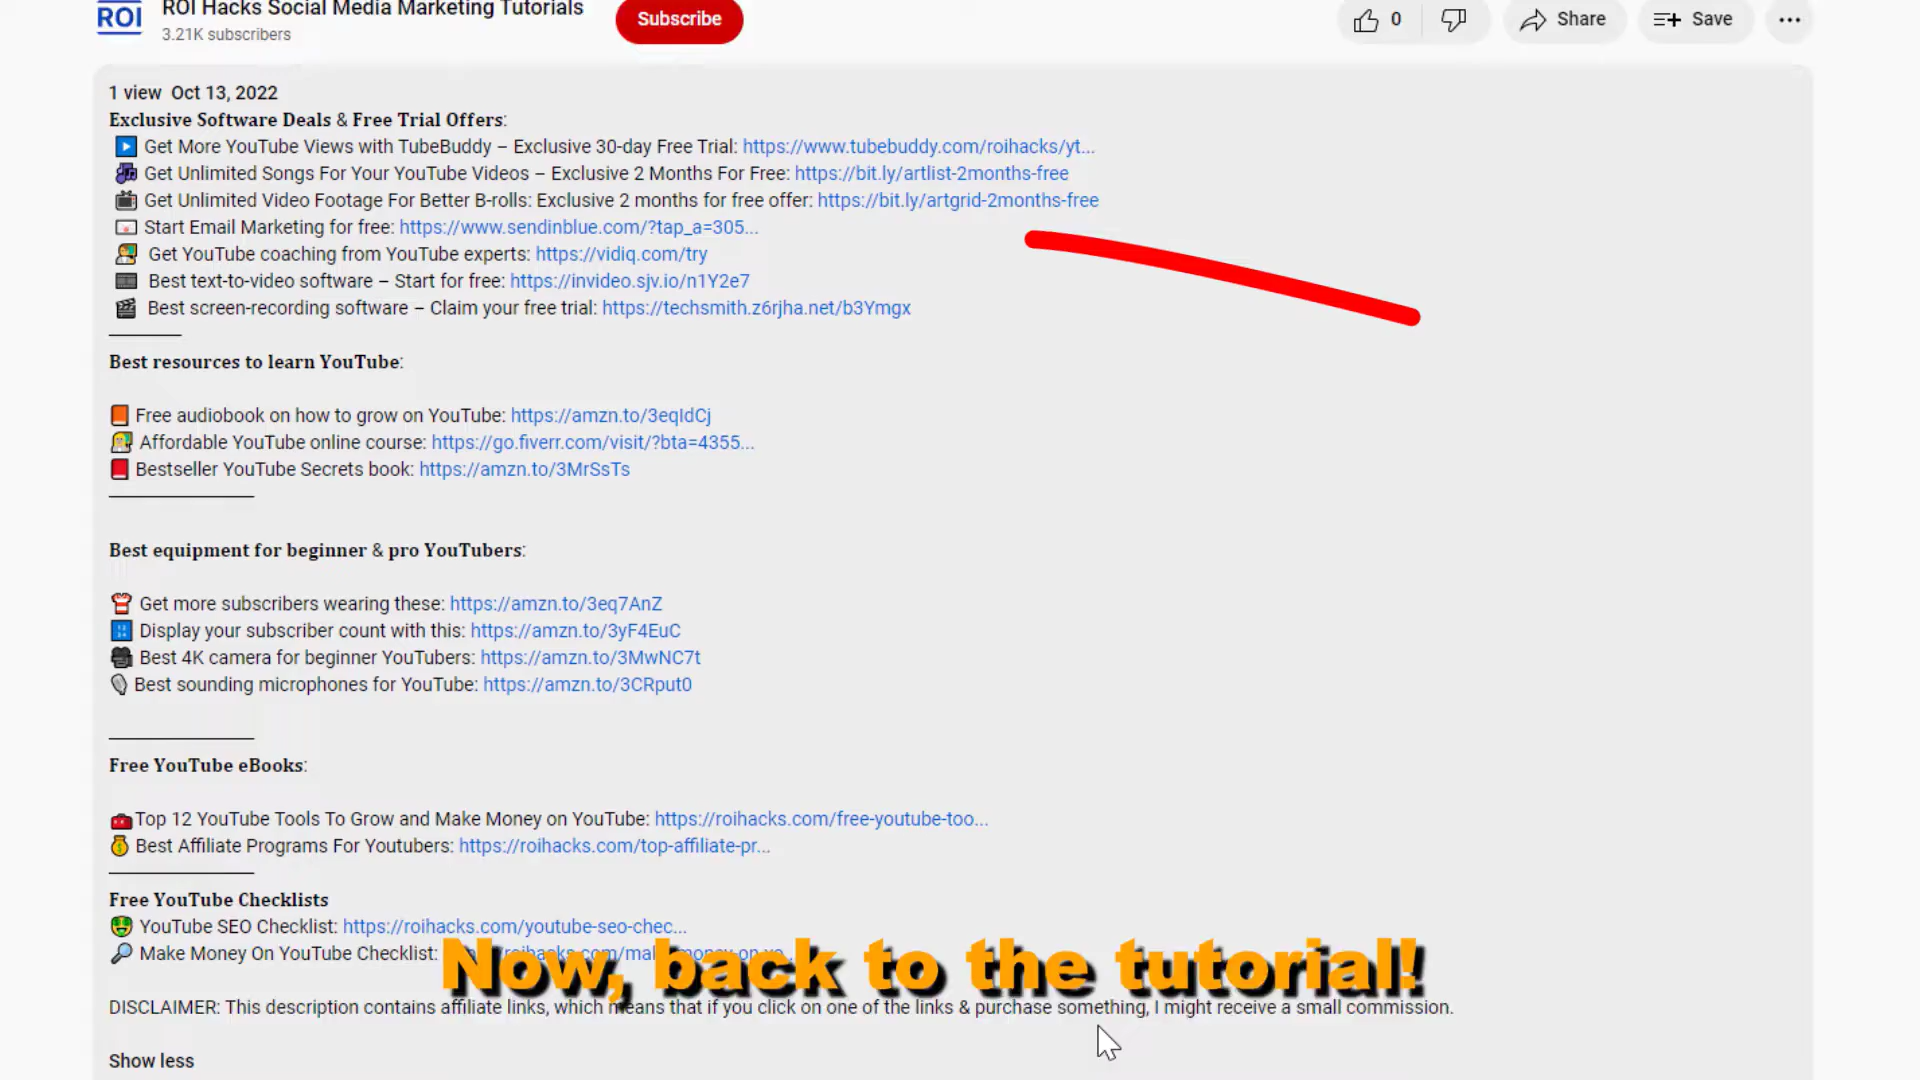 ROI
ROI Hacks Social Media Marketing Tutorials
3.21K subscribers
Subscribe
0
Share
Save
1 view Oct 13, 2022
Exclusive Software Deals & Free Trial Offers:
Get More YouTube Views with TubeBuddy – Exclusive 30-day Free Trial: https://www.tubebuddy.com/roihacks/yt...
Get Unlimited Songs For Your YouTube Videos – Exclusive 2 Months For Free: https://bit.ly/artlist-2months-free
Get Unlimited Video Footage For Better B-rolls: Exclusive 2 months for free offer: https://bit.ly/artgrid-2months-free
Start Email Marketing for free: https://www.sendinblue.com/?tap_a=305...
Get YouTube coaching from YouTube experts: https://vidiq.com/try
Best text-to-video software – Start for free: https://invideo.sjv.io/n1Y2e7
Best screen-recording software – Claim your free trial: https://techsmith.z6rjha.net/b3Ymgx
Best resources to learn YouTube:
Free audiobook on how to grow on YouTube: https://amzn.to/3eqIdCj
Affordable YouTube online course: https://go.fiverr.com/visit/?bta=4355...
Bestseller YouTube Secrets book: https://amzn.to/3MrSsTs
Best equipment for beginner & pro YouTubers:
Get more subscribers wearing these: https://amzn.to/3eq7AnZ
Display your subscriber count with this: https://amzn.to/3yF4EuC
Best 4K camera for beginner YouTubers: https://amzn.to/3MwNC7t
Best sounding microphones for YouTube: https://amzn.to/3CRput0
Free YouTube eBooks:
Top 12 YouTube Tools To Grow and Make Money on YouTube: https://roihacks.com/free-youtube-too...
Best Affiliate Programs For Youtubers: https://roihacks.com/top-affiliate-pr...
Free YouTube Checklists
YouTube SEO Checklist: https://roihacks.com/youtube-seo-chec...
Make Money On YouTube Checklist:
Now, back to the tutorial!
DISCLAIMER: This description contains affiliate links, which means that if you click on one of the links & purchase something, I might receive a small commission.
Show less